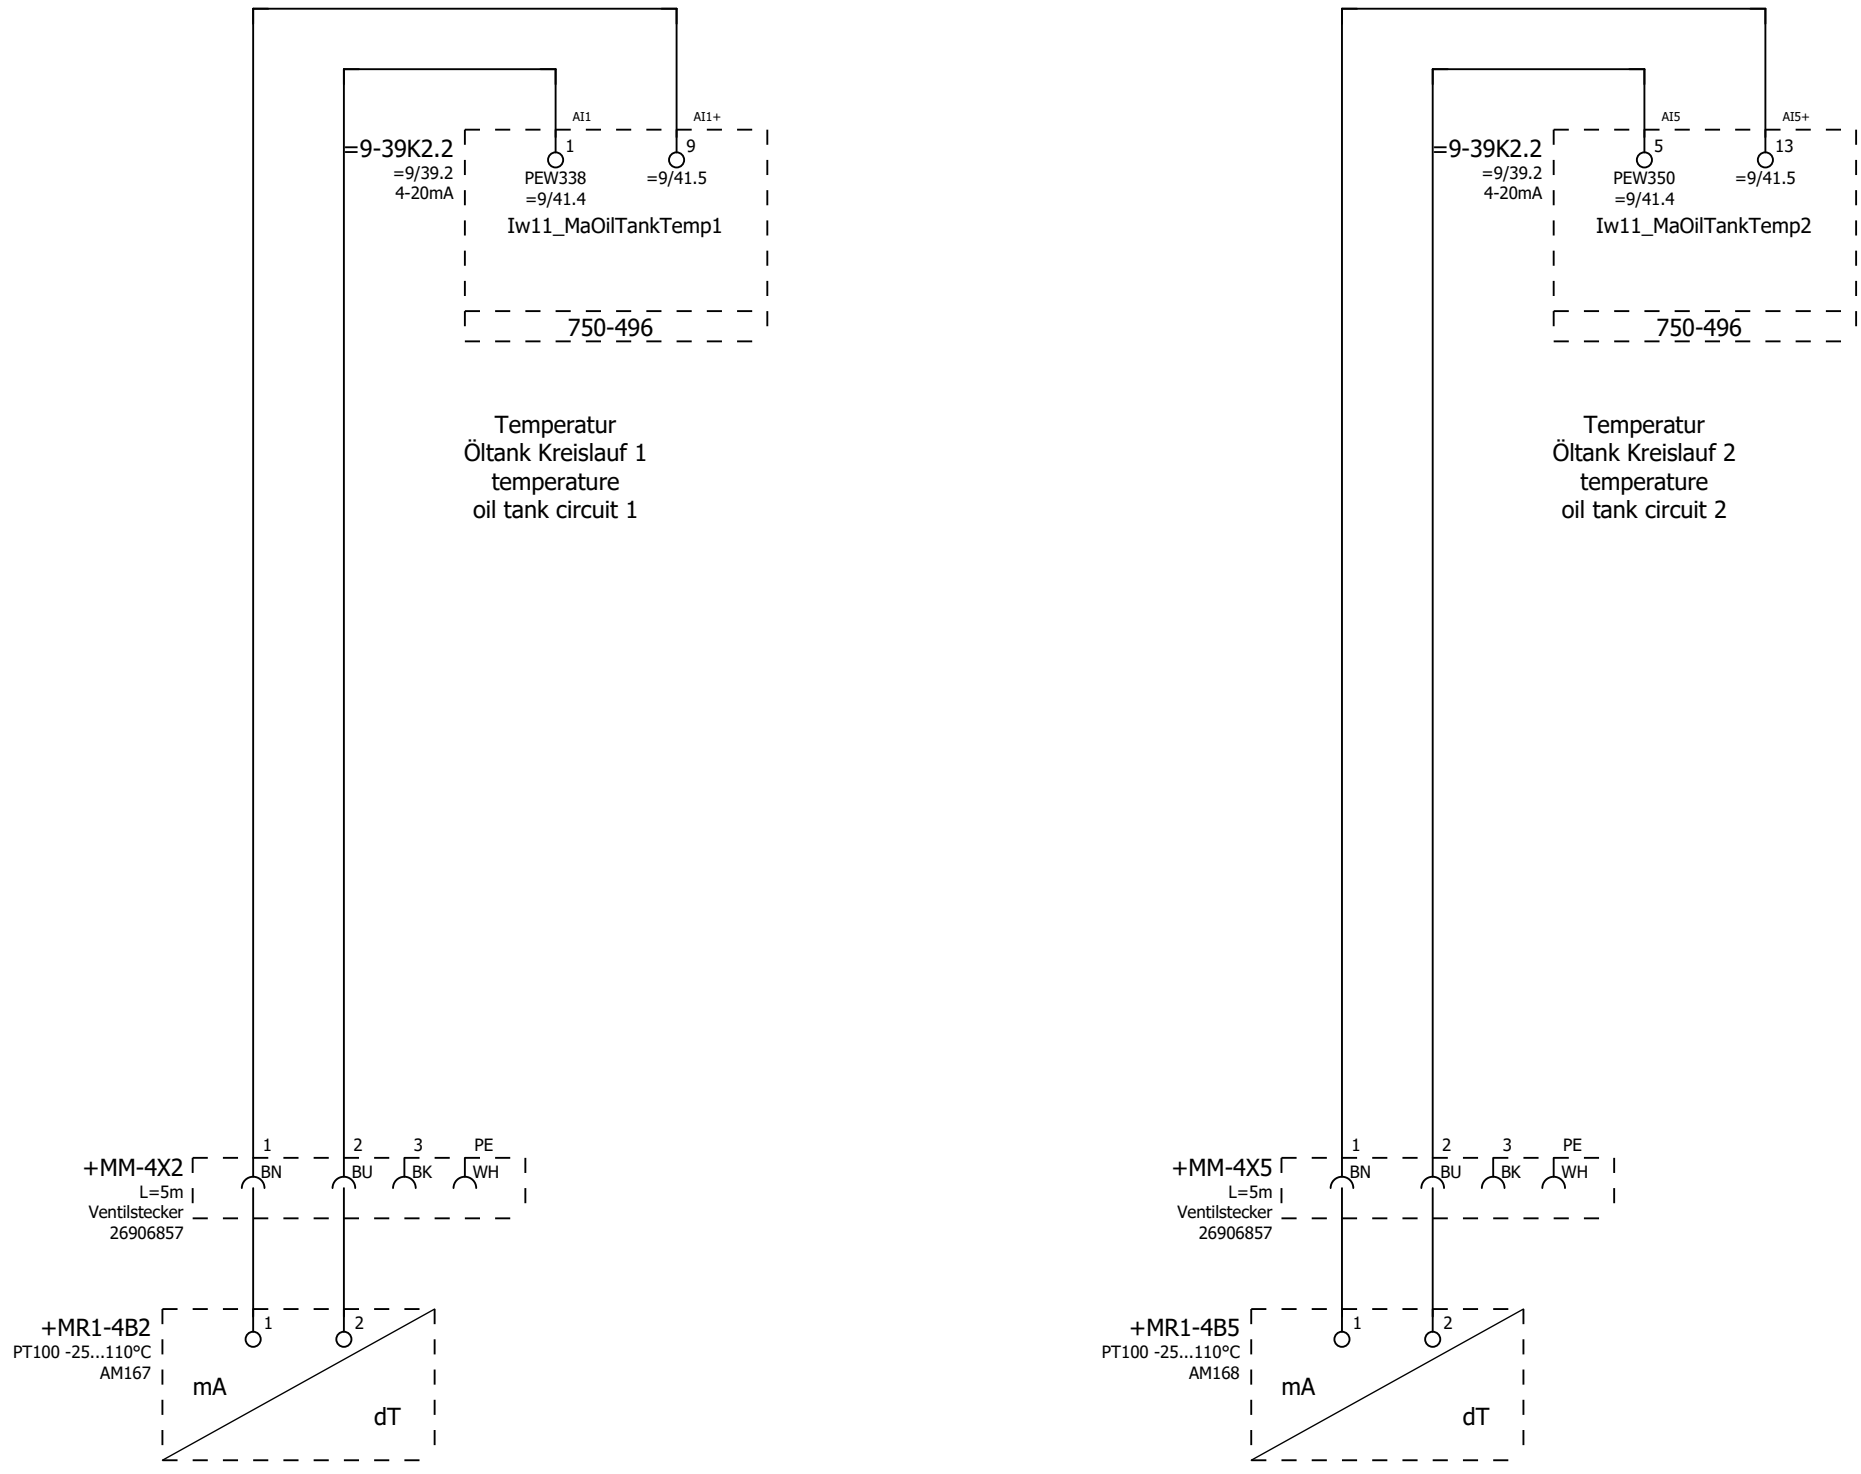 AI1
AI1+
=9-39K2.2
=9/39.2
4-20mA
1
9
PEW338
=9/41.4
=9/41.5
Iw11_MaOilTankTemp1
750-496
Temperatur
Öltank Kreislauf 1
temperature
oil tank circuit 1
1
2
3
PE
+MM-4X2
BN
BU
BK
WH
L=5m
Ventilstecker
26906857
+MR1-4B2
PT100 -25...110°C
AM167
1
2
mA
dT
AI5
AI5+
=9-39K2.2
=9/39.2
4-20mA
5
13
PEW350
=9/41.4
=9/41.5
Iw11_MaOilTankTemp2
750-496
Temperatur
Öltank Kreislauf 2
temperature
oil tank circuit 2
1
2
3
PE
+MM-4X5
BN
BU
BK
WH
L=5m
Ventilstecker
26906857
+MR1-4B5
PT100 -25...110°C
AM168
1
2
mA
dT